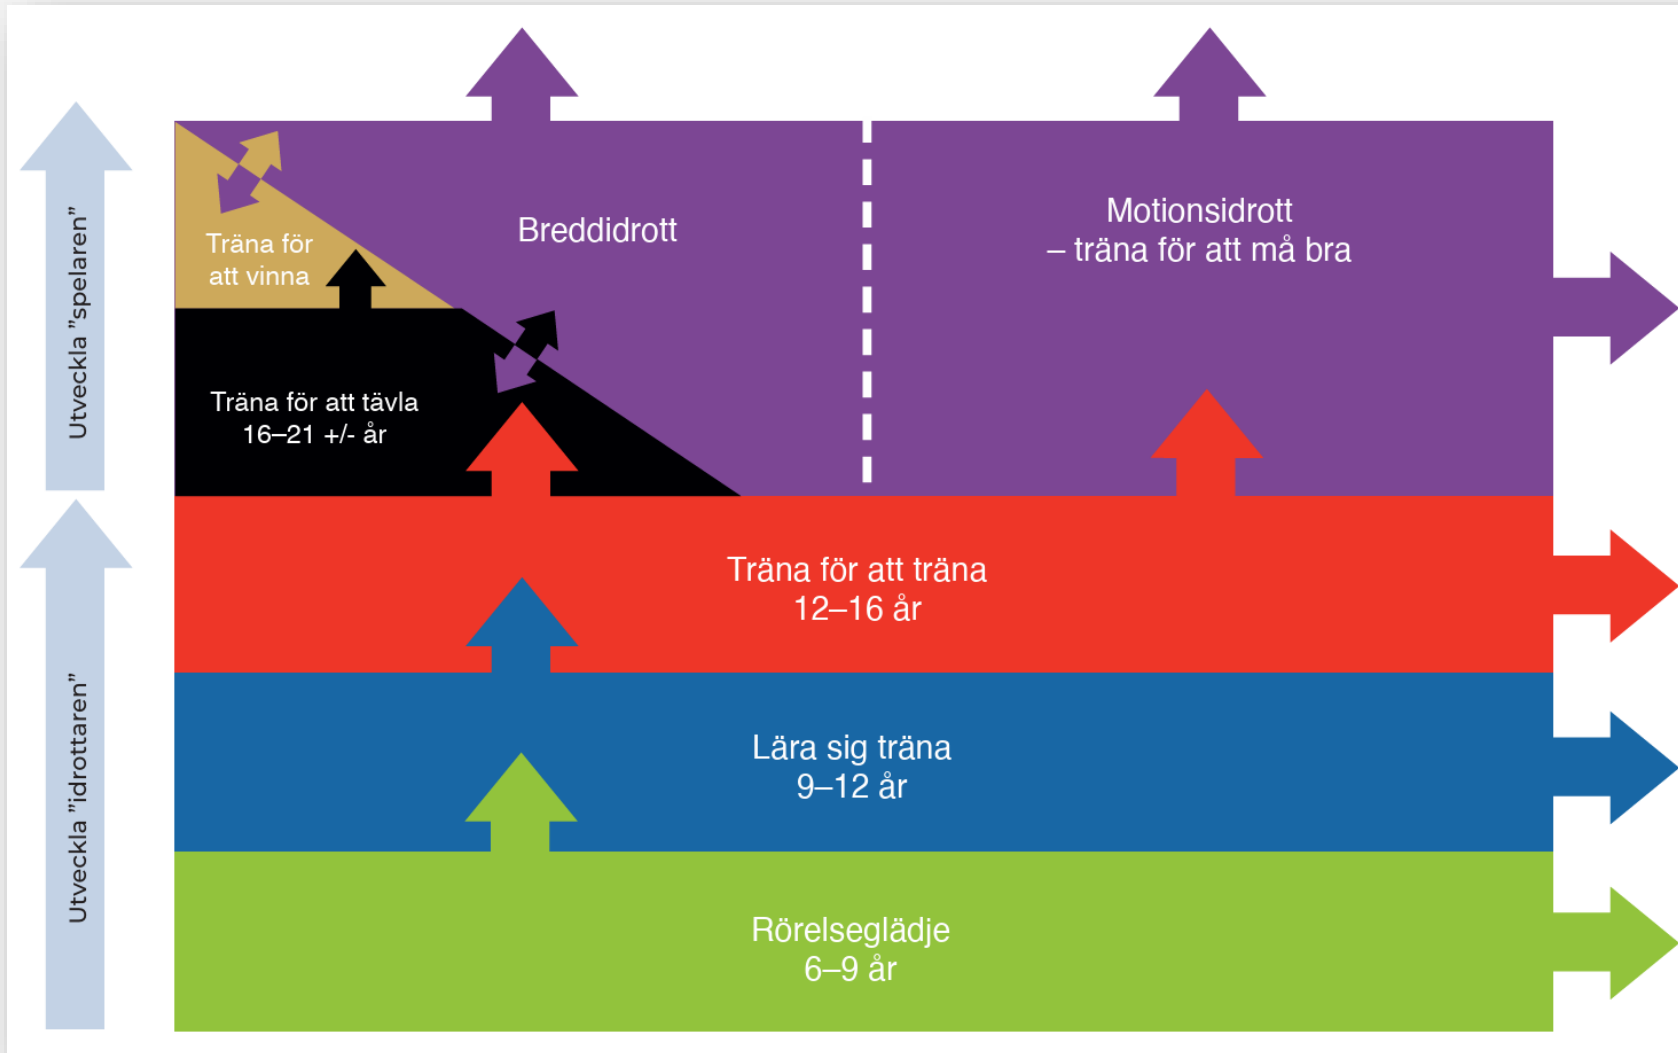 Utveckla ”spelaren”
Träna för
att vinna
Breddidrott
Motionsidrott
– träna för att må bra
Träna för att tävla
16–21 +/- år
Utveckla ”idrottaren”
Träna för att träna
12–16 år
Lära sig träna
9–12 år
Rörelseglädje
6–9 år